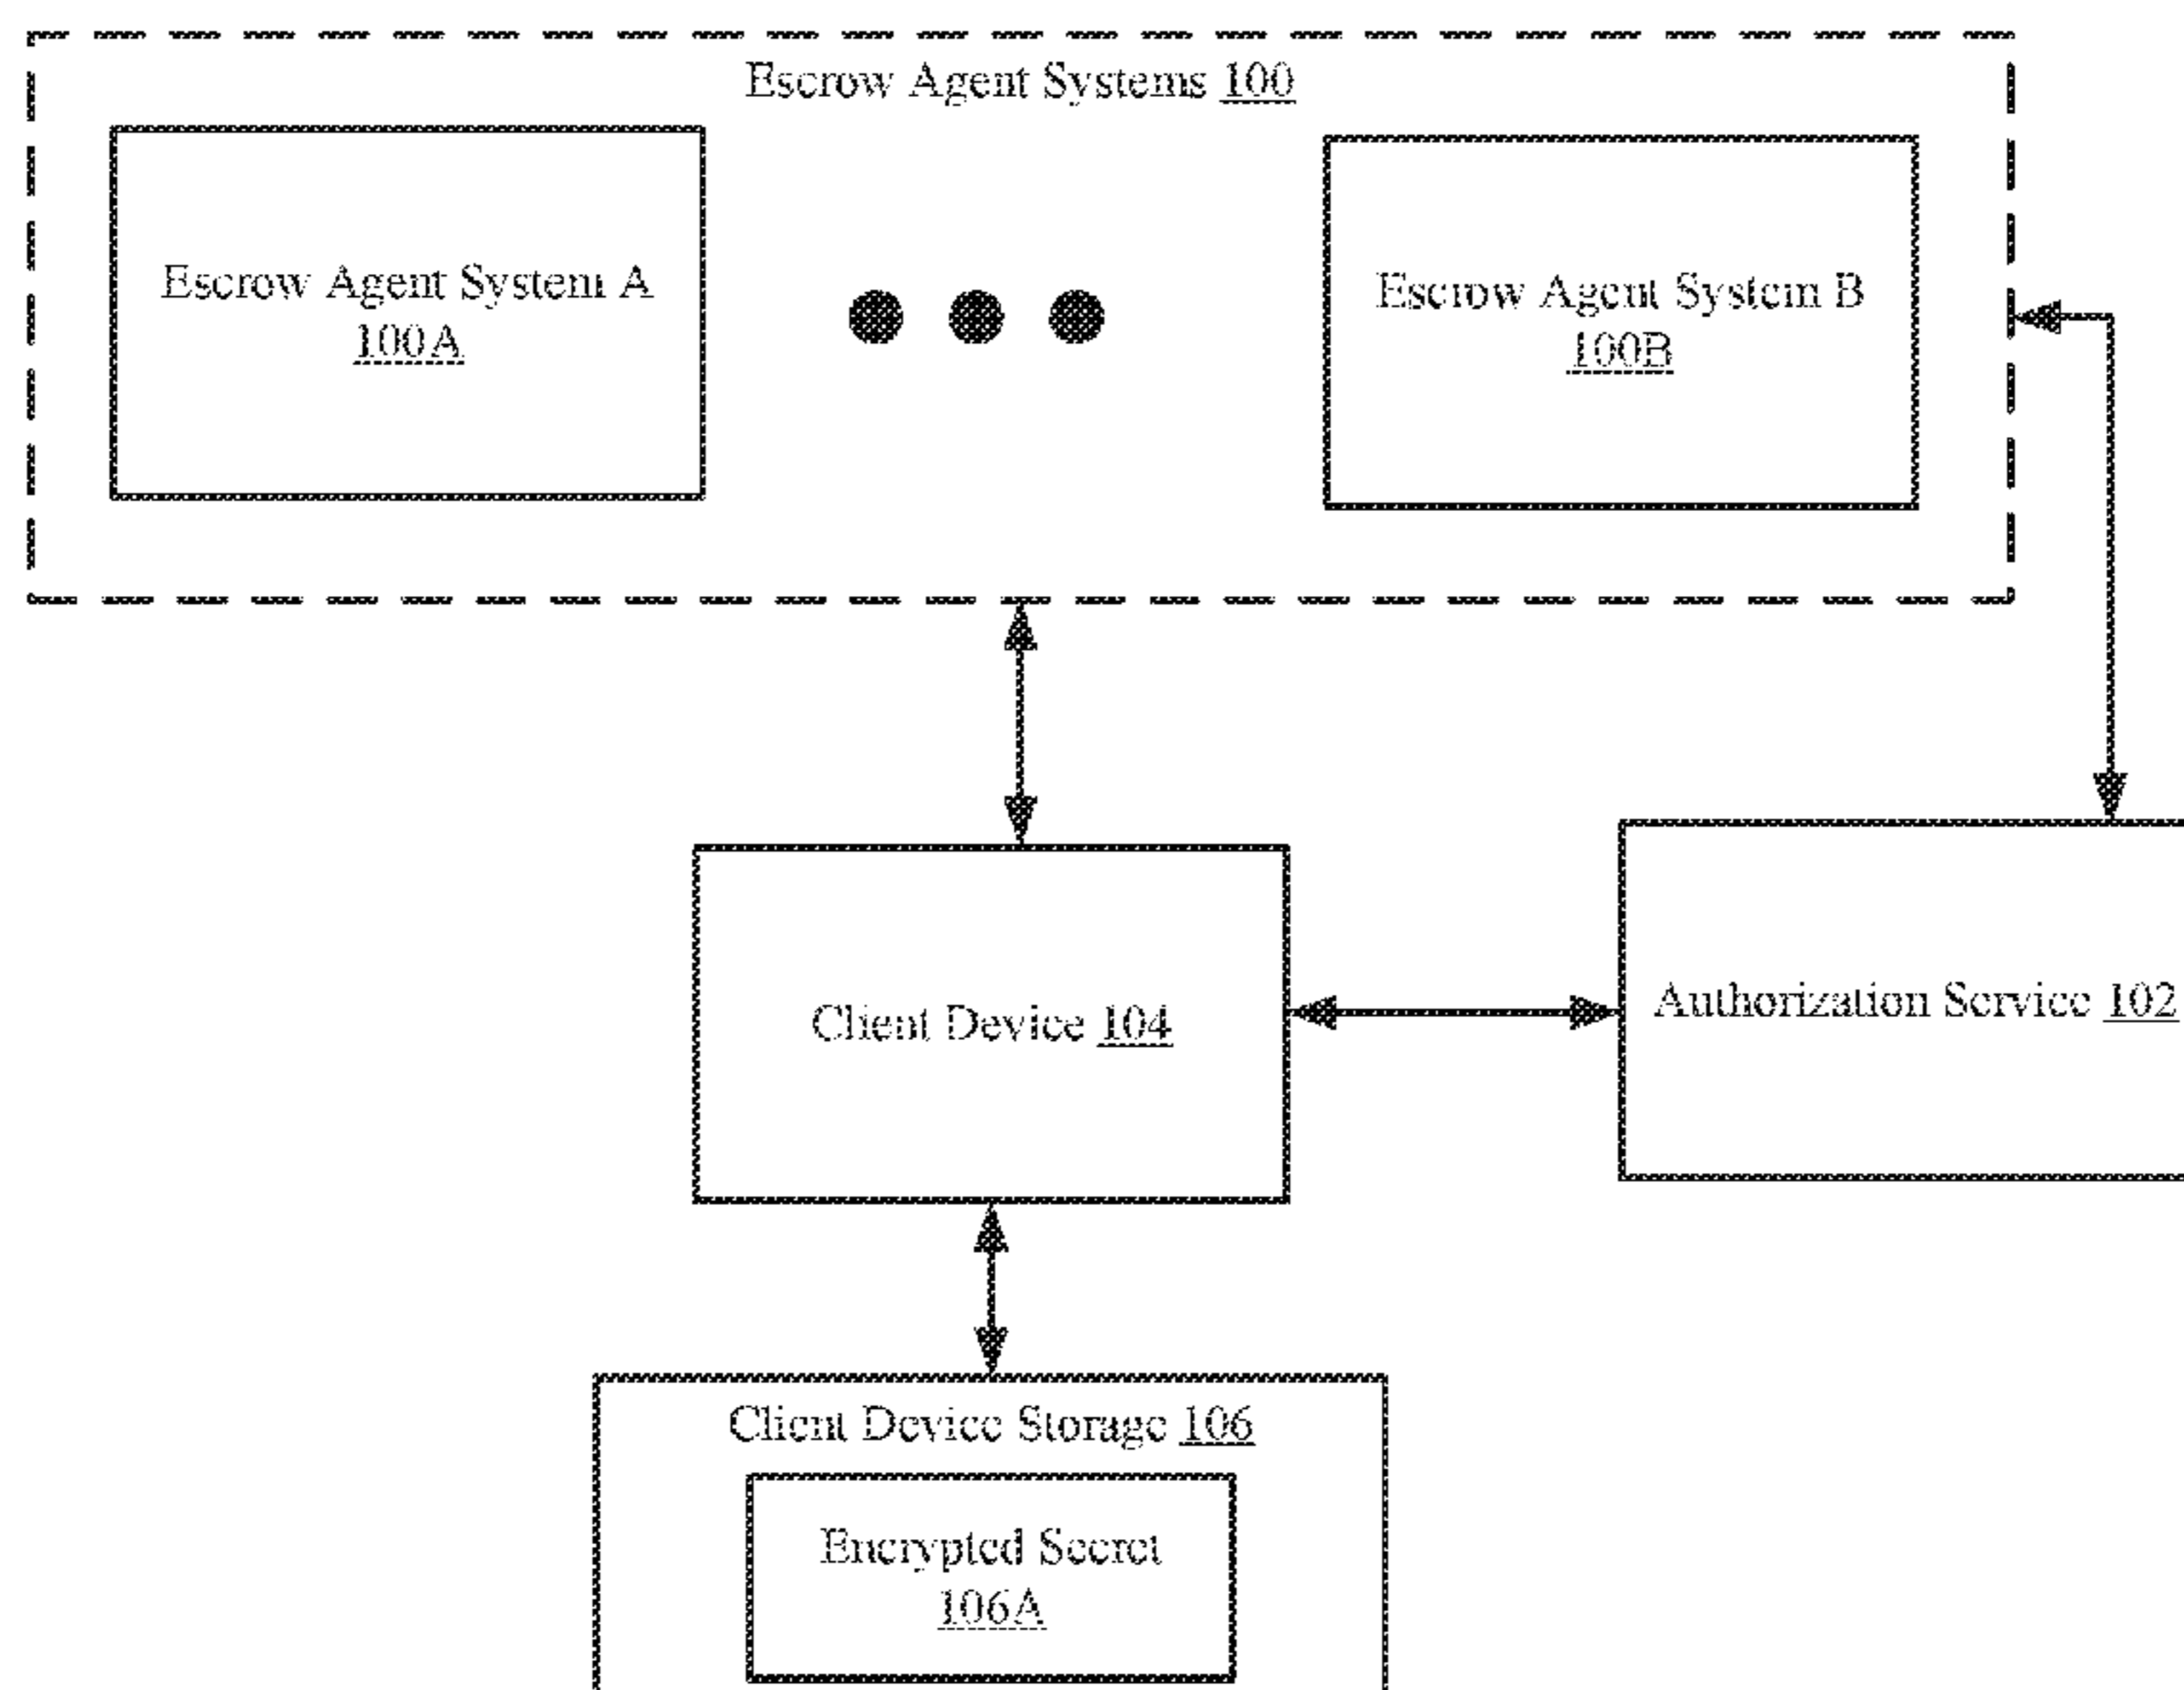 Escrow Agent Systems 100
Escrow Agent System A
100A
Escrow Agent System B
100B
Client Device 104
Authorization Service 102
Client Device Storage 106
Encrypted Secret
106A